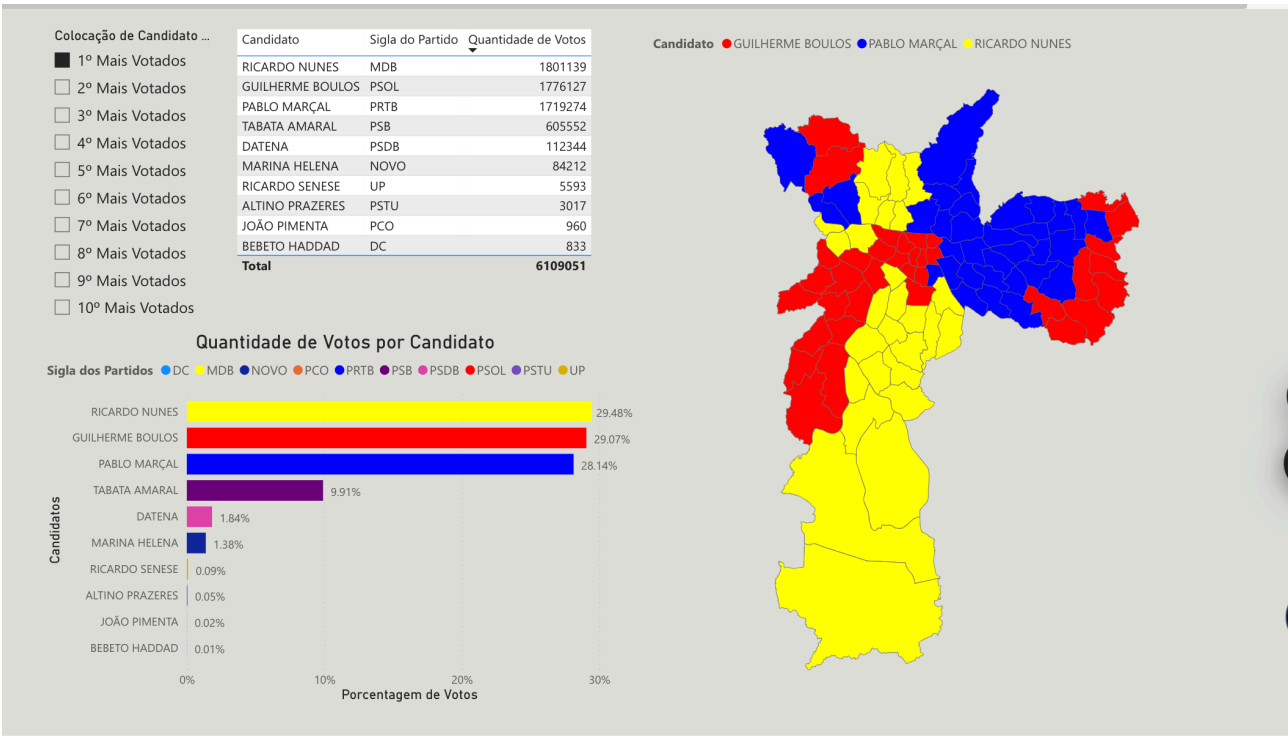 Colocação de Candidato ...
1º Mais Votados
2º Mais Votados
3º Mais Votados
4º Mais Votados
5º Mais Votados
6º Mais Votados
7º Mais Votados
8º Mais Votados
9º Mais Votados
10º Mais Votados
Candidato Sigla do Partido Quantidade de Votos
RICARDO NUNES MDB 1801139
GUILHERME BOULOS PSOL 1776127
PABLO MARÇAL PRTB 1719274
TABATA AMARAL PSB 605552
DATENA PSDB 112344
MARINA HELENA NOVO 84212
RICARDO SENESE UP 5593
ALTINO PRAZERES PSTU 3017
JOÃO PIMENTA PCO 960
BEBETO HADDAD DC 833
Total 6109051
Candidato GUILHERME BOULOS PABLO MARÇAL RICARDO NUNES
Quantidade de Votos por Candidato
Sigla dos Partidos DC MDB NOVO PCO PRTB PSB PSDB PSOL PSTU UP
Candidatos
RICARDO NUNES 29.48%
GUILHERME BOULOS 29.07%
PABLO MARÇAL 28.14%
TABATA AMARAL 9.91%
DATENA 1.84%
MARINA HELENA 1.38%
RICARDO SENESE 0.09%
ALTINO PRAZERES 0.05%
JOÃO PIMENTA 0.02%
BEBETO HADDAD 0.01%
0% 10% 20% 30%
Porcentagem de Votos